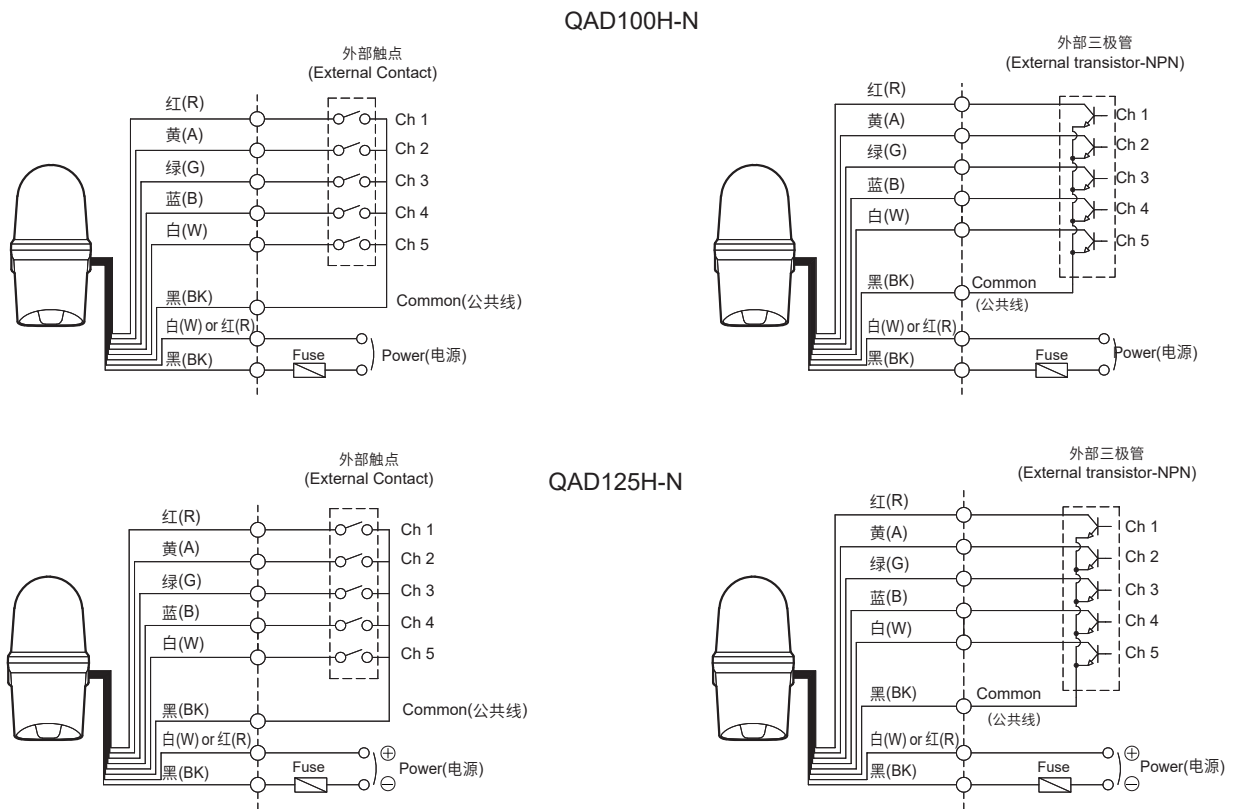 QAD100H-N
外部触点
(External Contact)
红(R)
黄(A)
绿(G)
蓝(B)
白(W)
Ch 1
Ch 2
Ch 3
Ch 4
Ch 5
黑(BK)
Common(公共线)
白(W) or 红(R)
黑(BK)
Fuse
Power(电源)
外部三极管
(External transistor-NPN)
红(R)
黄(A)
绿(G)
蓝(B)
白(W)
Ch 1
Ch 2
Ch 3
Ch 4
Ch 5
黑(BK)
Common
(公共线)
白(W) or 红(R)
黑(BK)
Fuse
Power(电源)
QAD125H-N
外部触点
(External Contact)
红(R)
黄(A)
绿(G)
蓝(B)
白(W)
Ch 1
Ch 2
Ch 3
Ch 4
Ch 5
黑(BK)
Common(公共线)
白(W) or 红(R)
⊕
黑(BK)
Fuse
⊖
Power(电源)
外部三极管
(External transistor-NPN)
红(R)
黄(A)
绿(G)
蓝(B)
白(W)
Ch 1
Ch 2
Ch 3
Ch 4
Ch 5
黑(BK)
Common
(公共线)
白(W) or 红(R)
⊕
黑(BK)
Fuse
⊖
Power(电源)